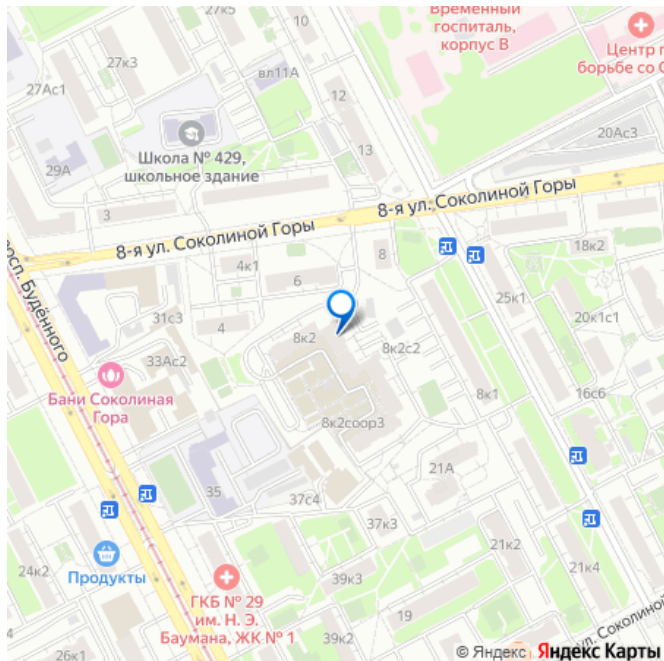 27к5
Временный
госпиталь,
корпус В
27к3
Центр п
борьбе со С
27Ас1
вл11А
12
20Ас3
13
Школа № 429,
школьное здание
29А
3
8-я ул. Соколиной Горы
8-я ул. Соколиной Горы
18к2
8
4к1
6
25к1
просп. Будённого
31с3
20к1с1
4
8к2
33Ас2
8к2с2
Бани Соколиная
Гора
8к1
16с6
8к2соор3
21А
35
37с4
37к3
21к2
24к2
Продукты
39к3
21к4
ГКБ № 29
им. Н. Э.
Баумана, ЖК № 1
19
39к2
26к1
ул. Соколиной
© Яндекс Яндекс Карты